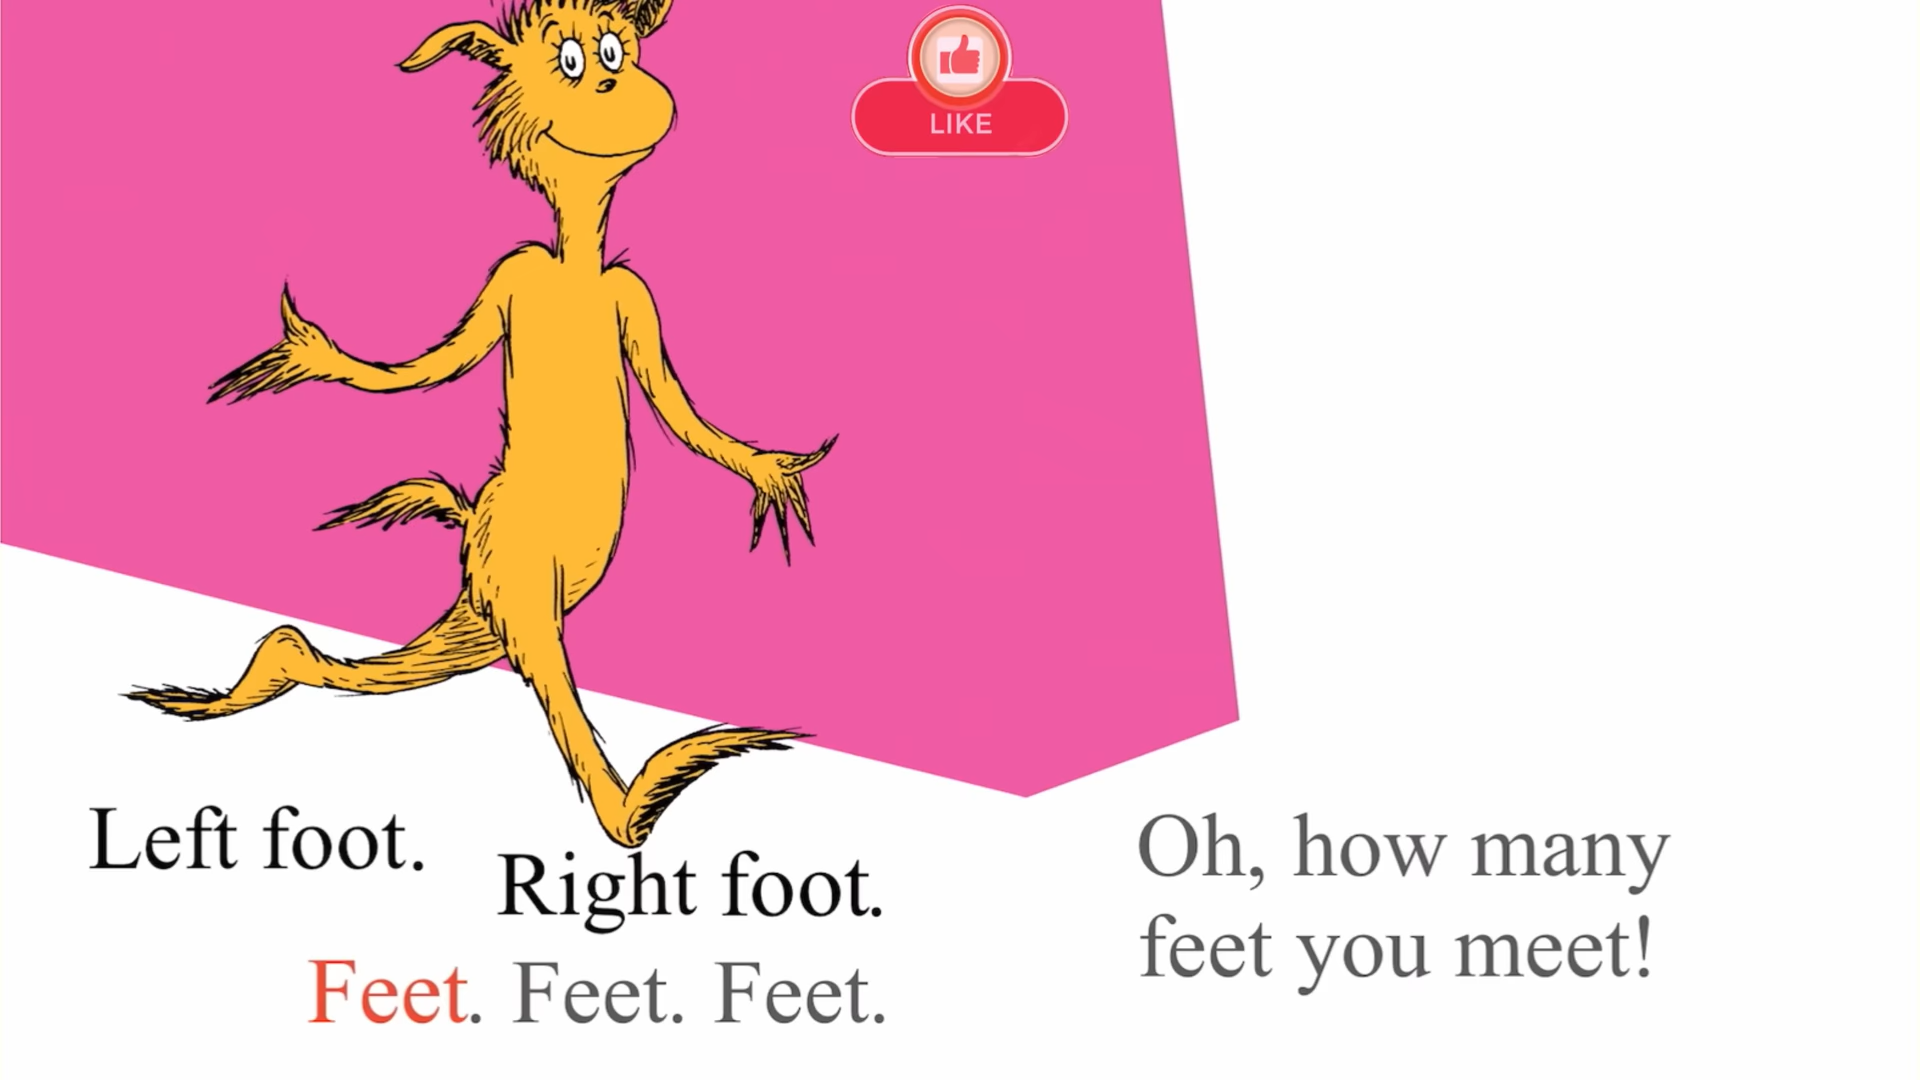 LIKE
Left foot.
Right foot.
Feet. Feet. Feet.
Oh, how many
feet you meet!